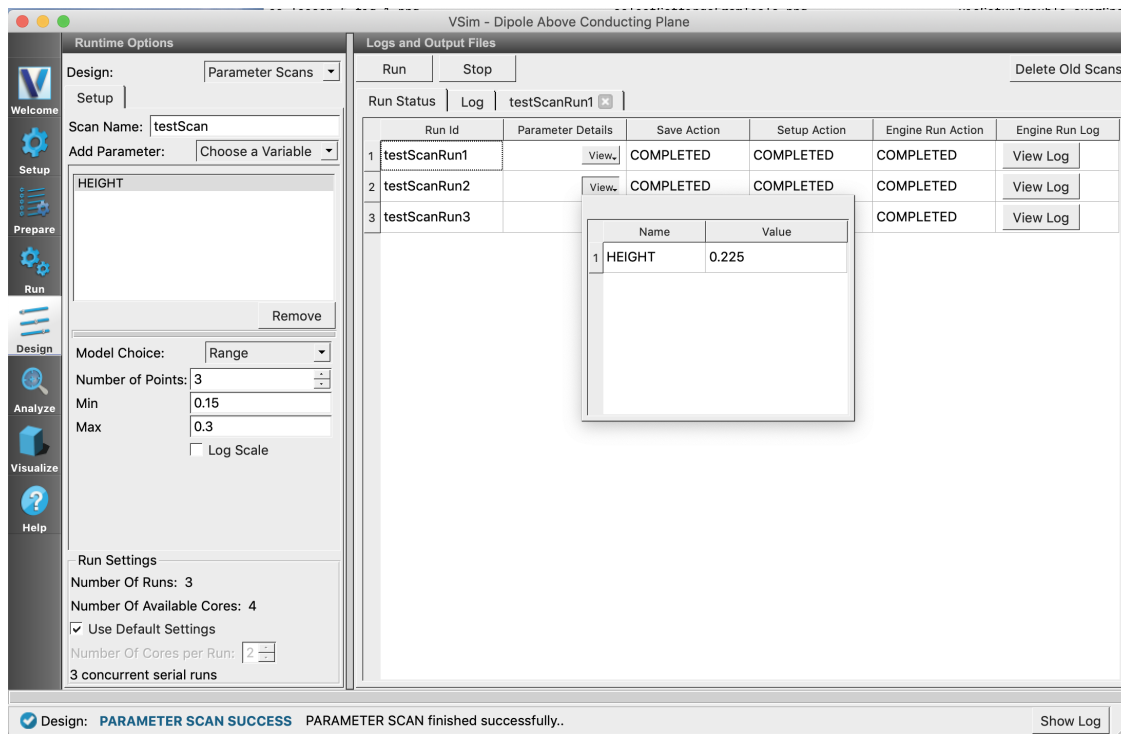 VSim - Dipole Above Conducting Plane
Welcome
Setup
Prepare
Run
Design
Analyze
Visualize
Help
Runtime Options
Design: Parameter Scans
Setup
Scan Name: testScan
Add Parameter: Choose a Variable
HEIGHT
Remove
Model Choice: Range
Number of Points: 3
Min 0.15
Max 0.3
Log Scale
Run Settings
Number Of Runs: 3
Number Of Available Cores: 4
Use Default Settings
Number Of Cores per Run: 2
3 concurrent serial runs
Logs and Output Files
Run Stop Delete Old Scans
Run Status Log testScanRun1
Run Id Parameter Details Save Action Setup Action Engine Run Action Engine Run Log
1 testScanRun1 View COMPLETED COMPLETED COMPLETED View Log
2 testScanRun2 View COMPLETED COMPLETED COMPLETED View Log
3 testScanRun3 COMPLETED View Log
Name Value
1 HEIGHT 0.225
Design: PARAMETER SCAN SUCCESS PARAMETER SCAN finished successfully.. Show Log